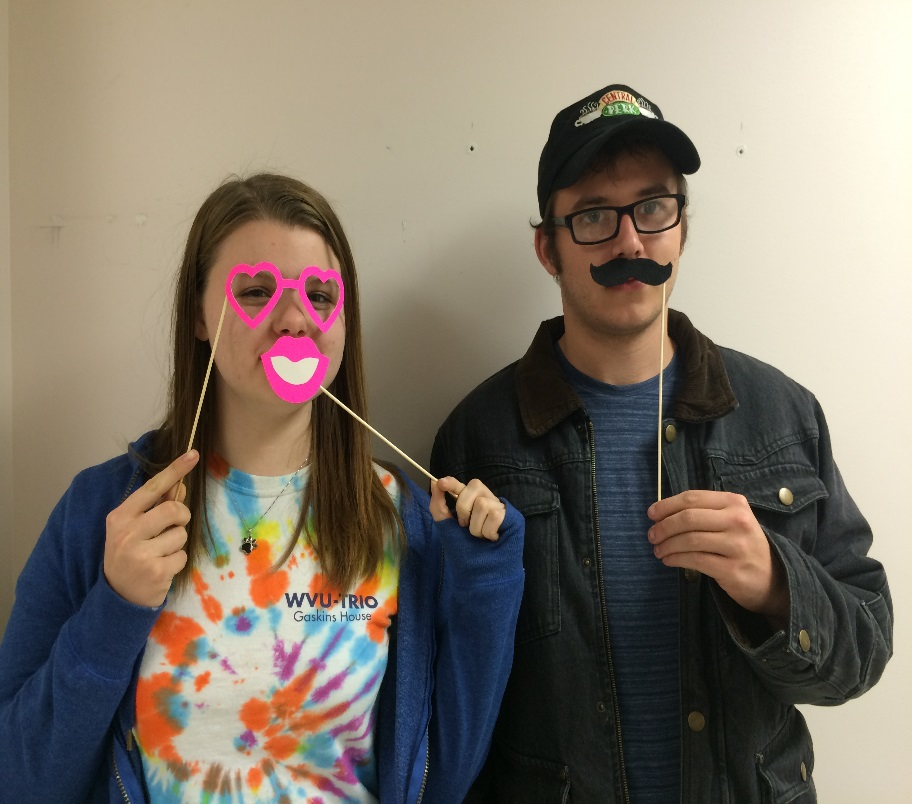 CENTRAL
PERK
WVU-TRIO
Gaskins House